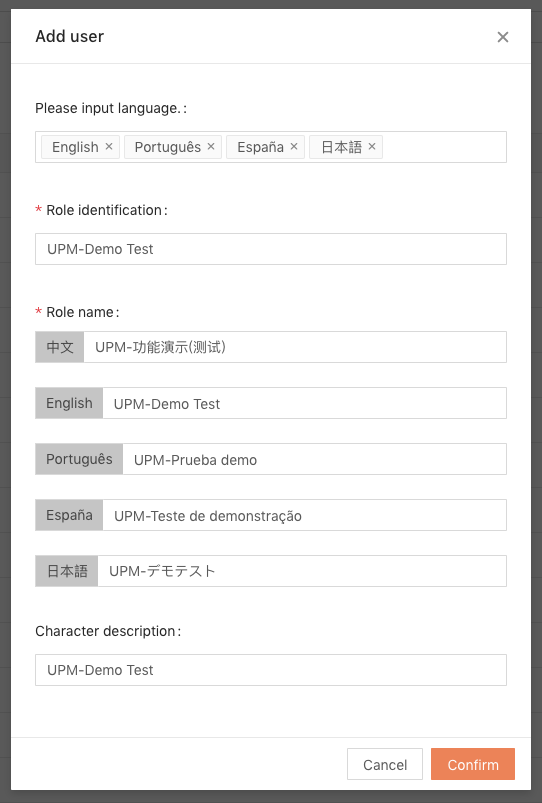 Add user
Please input language.:
English × Português × España × 日本語 ×
* Role identification:
UPM-Demo Test
* Role name:
中文 UPM-功能演示(测试)
English UPM-Demo Test
Português UPM-Prueba demo
España UPM-Teste de demonstração
日本語 UPM-デモテスト
Character description:
UPM-Demo Test
Cancel Confirm